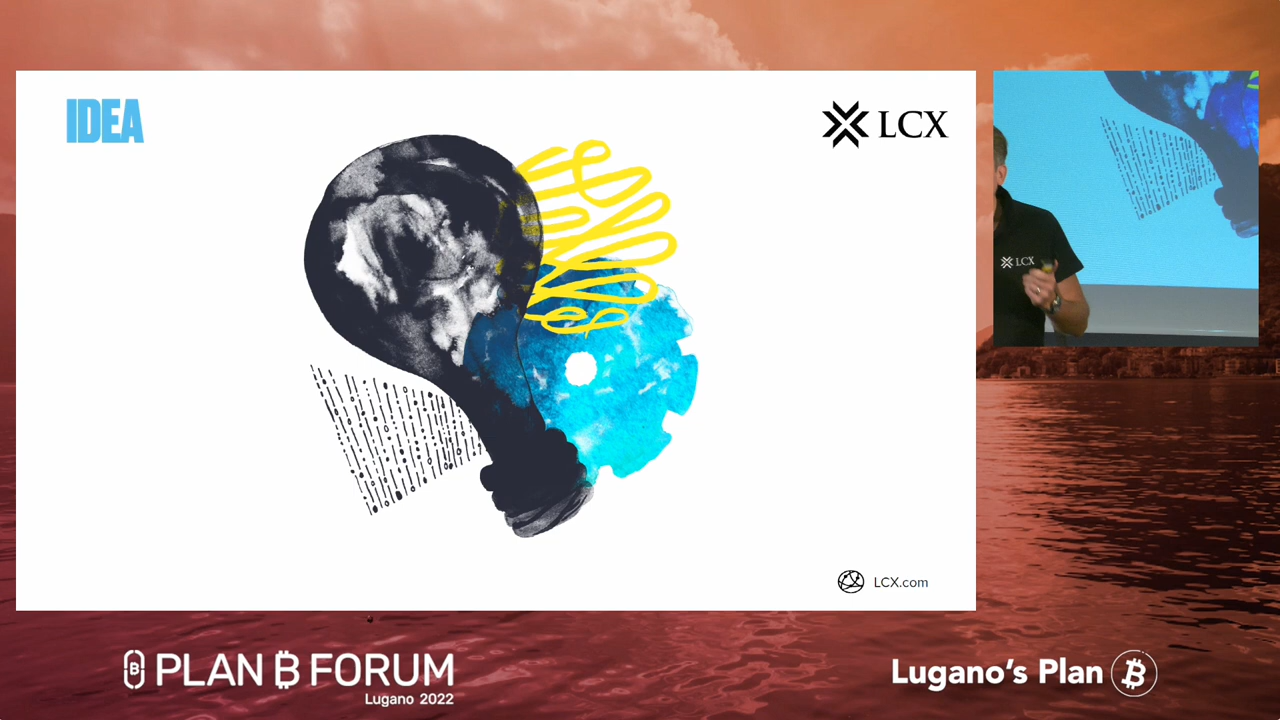 IDEA
LCX
LCX
LCX.com
PLAN ₿ FORUM
Lugano 2022
Lugano's Plan ₿